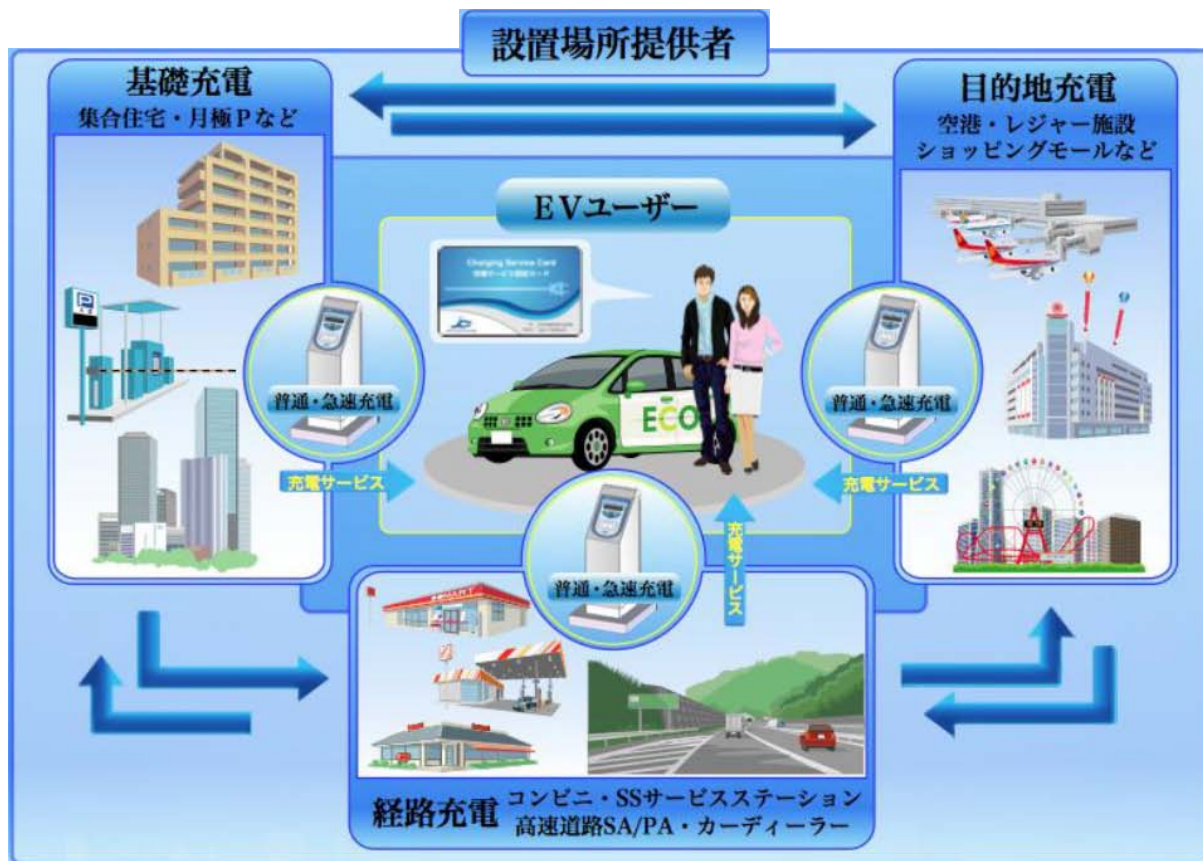 設置場所提供者
基礎充電
集合住宅・月極Pなど
目的地充電
空港・レジャー施設
ショッピングモールなど
EVユーザー
Charging Service Card
P
ECO
普通・急速充電
普通・急速充電
充電サービス
充電サービス
普通・急速充電
充電サービス
経路充電
コンビニ・SSサービスステーション
高速道路SA/PA・カーディーラー